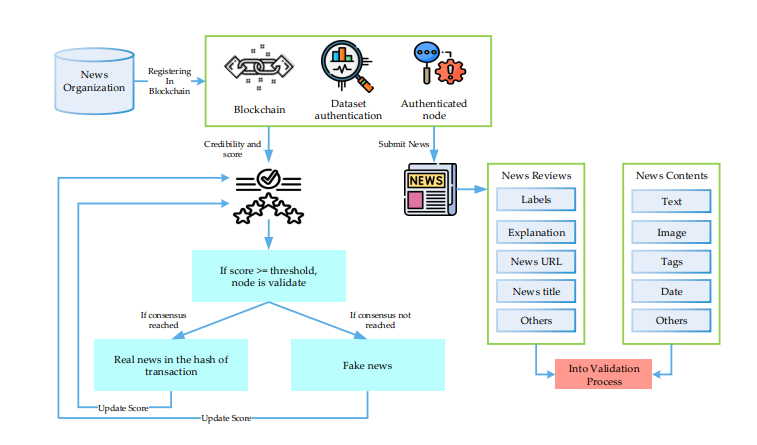 News
Organization
Registering
In
Blockchain
Blockchain
Dataset
authentication
Authenticated
node
Credibility and
score
Submit News
NEWS
News Reviews
Labels
Explanation
News URL
News title
Others
News Contents
Text
Image
Tags
Date
Others
If score >= threshold,
node is validate
If consensus
reached
If consensus not
reached
Real news in the hash of
transaction
Fake news
Into Validation
Process
Update Score
Update Score